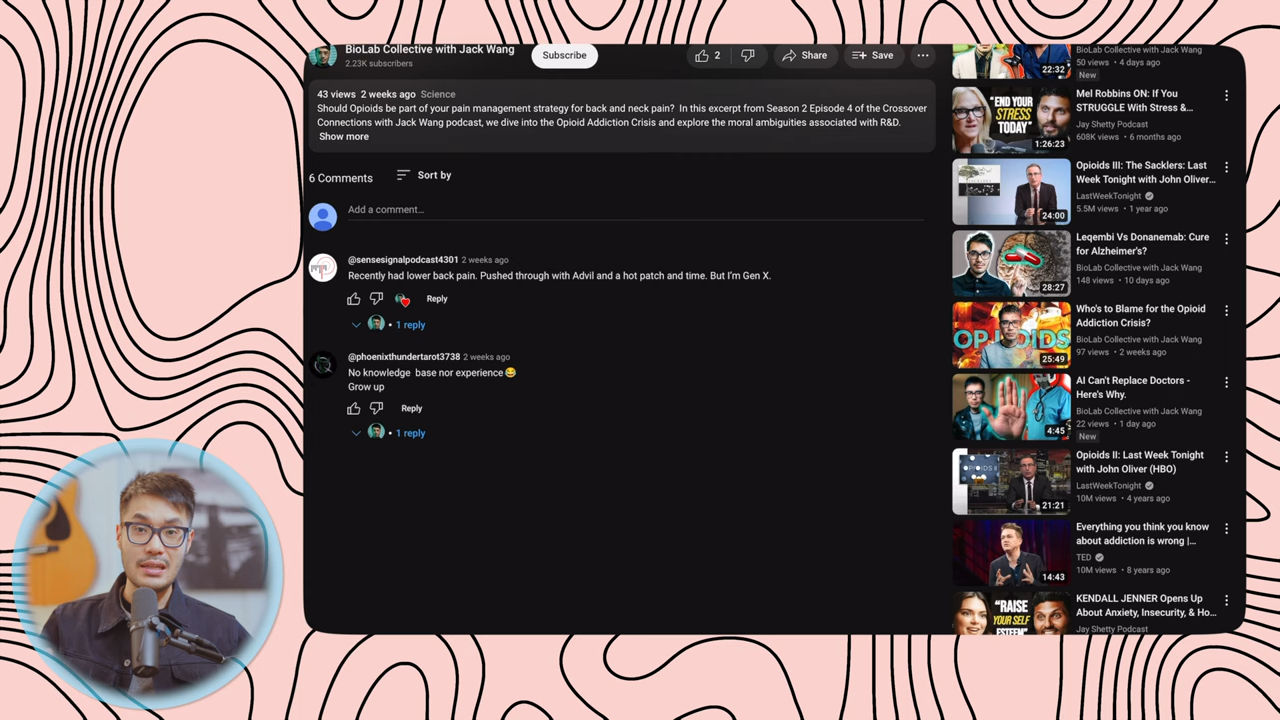 BioLab Collective with Jack Wang
2.23K subscribers
Subscribe
2
Share
Save
43 views 2 weeks ago Science
Should Opioids be part of your pain management strategy for back and neck pain? In this excerpt from Season 2 Episode 4 of the Crossover
Culture with Jack Wang podcast, we dive into the Opioid Addiction Crisis and explore the moral ambiguities associated with R&D.
Show more
6 Comments
Sort by
Add a comment...
@sensesignalpodcast4301 2 weeks ago
Recently had lower back pain. Pushed through with Advil and a hot patch and time. But I'm Gen X.
Reply
• 1 reply
@phoenixthundertarot3738 2 weeks ago
No knowledge base nor experience😂
Grow up
Reply
• 1 reply
22:32
BioLab Collective with Jack Wang
50 views • 4 days ago
New
"END YOUR
STRESS
TODAY"
1:26:23
Mel Robbins ON: If You
STRUGGLE With Stress &...
Jay Shetty Podcast
608K views • 6 months ago
24:00
Opioids III: The Sacklers: Last
Week Tonight with John Oliver...
LastWeekTonight
5.5M views • 1 year ago
28:27
Leqembi Vs Donanemab: Cure
for Alzheimer's?
BioLab Collective with Jack Wang
148 views • 10 days ago
OPIOIDS
25:49
Who's to Blame for the Opioid
Addiction Crisis?
BioLab Collective with Jack Wang
97 views • 2 weeks ago
4:45
AI Can't Replace Doctors -
Here's Why.
BioLab Collective with Jack Wang
22 views • 1 day ago
New
OPIOIDS II
21:21
Opioids II: Last Week Tonight
with John Oliver (HBO)
LastWeekTonight
10M views • 4 years ago
14:43
Everything you think you know
about addiction is wrong |...
TED
10M views • 8 years ago
"RAISE
YOUR SELF
ESTEEM"
KENDALL JENNER Opens Up
About Anxiety, Insecurity, & Ho...
Jay Shetty Podcast